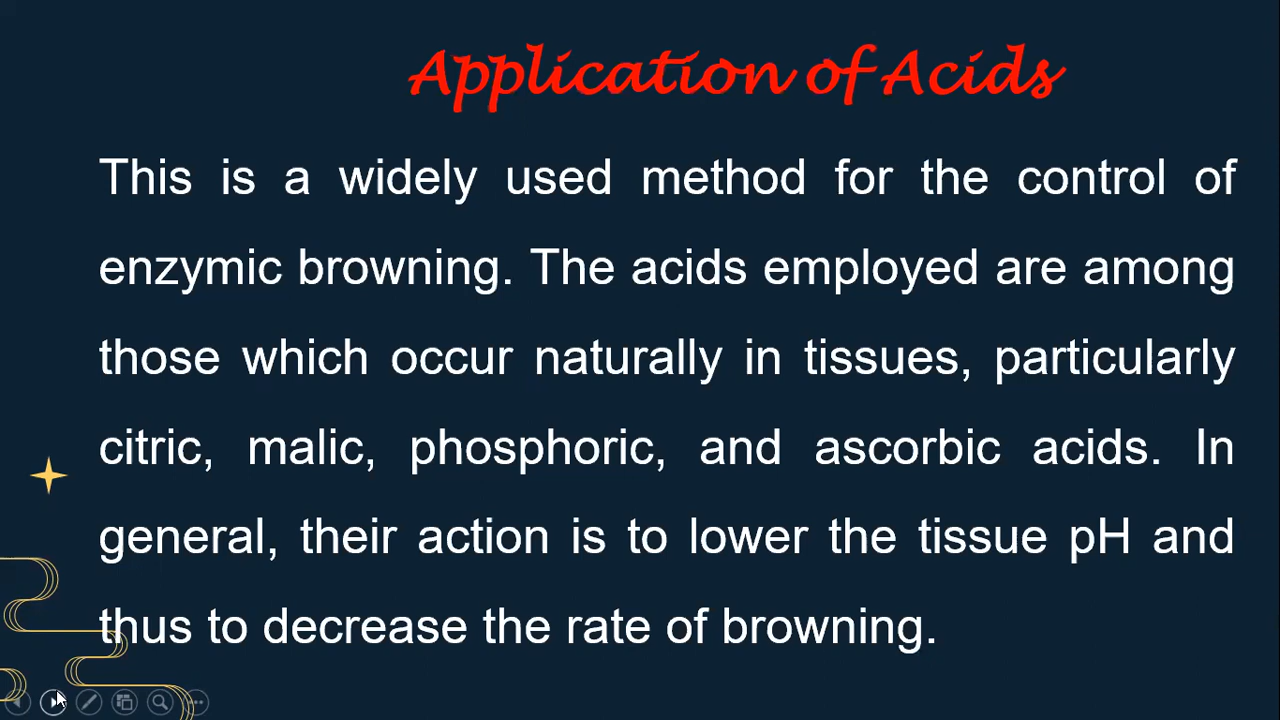 Application of Acids
This is a widely used method for the control of
enzymic browning. The acids employed are among
those which occur naturally in tissues, particularly
citric, malic, phosphoric, and ascorbic acids. In
general, their action is to lower the tissue pH and
thus to decrease the rate of browning.